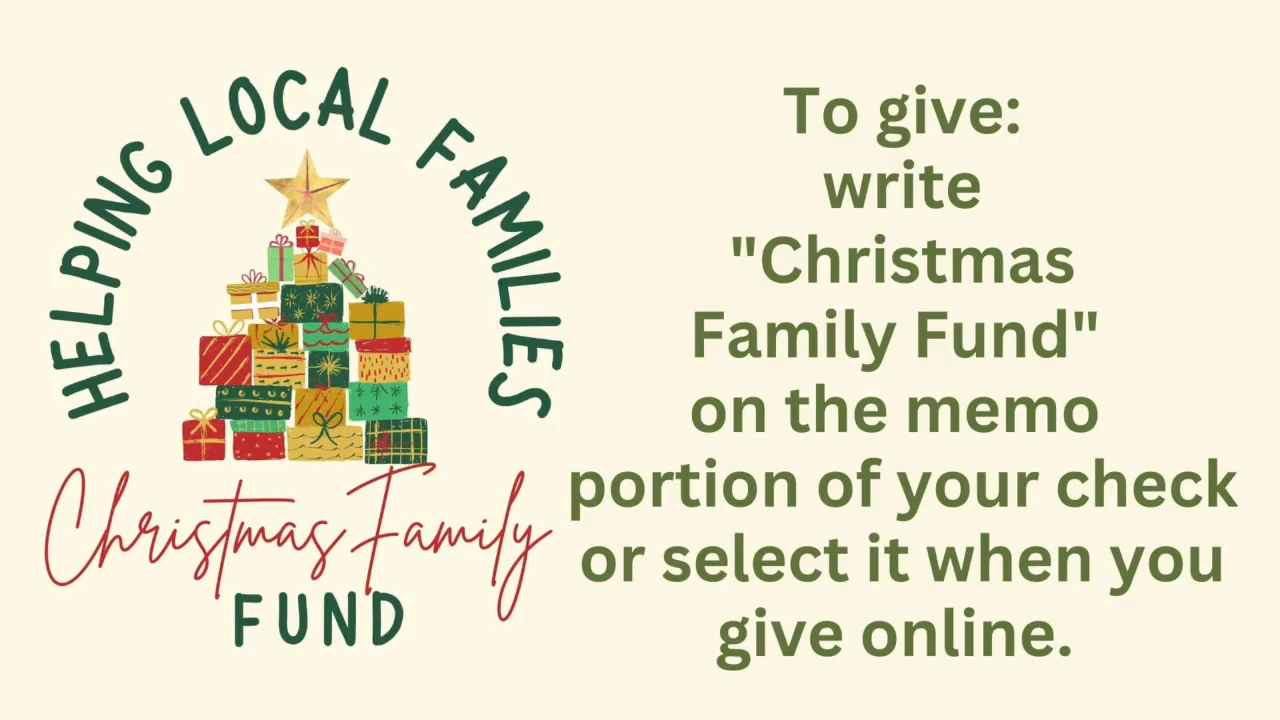 HELPING LOCAL FAMILIES
Christmas Family
FUND
To give:
write
"Christmas
Family Fund"
on the memo
portion of your check
or select it when you
give online.